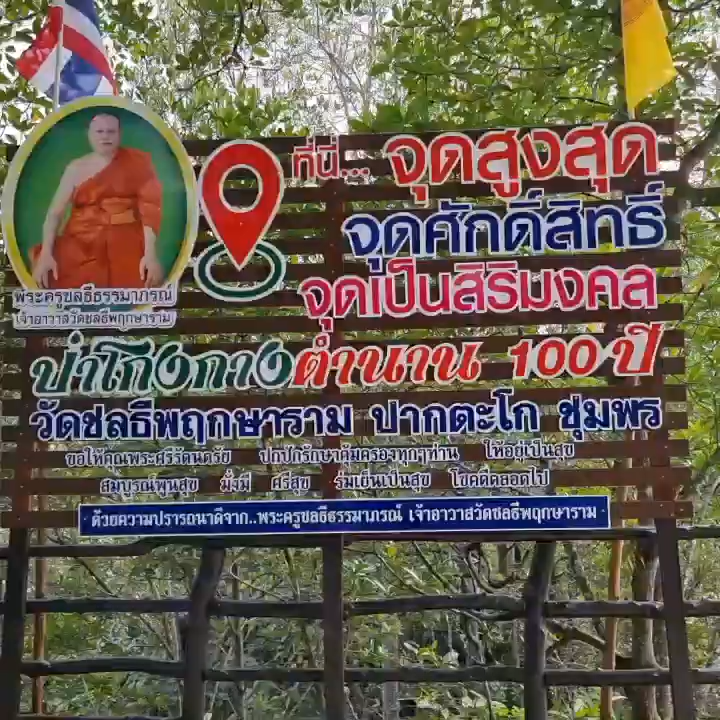 ที่นี่... จุดสูงสุด
จุดศักดิ์สิทธิ์
จุดเป็นสิริมงคล
พระครูชลธีธรรมาภรณ์
เจ้าอาวาสวัดชลธีพฤกษาราม
ป่าโกงกางตำนาน 100 ปี
วัดชลธีพฤกษาราม ปากตะโก ชุมพร
ขอให้คุณพระศรีรัตนตรัย ปกปักรักษาคุ้มครองทุกๆท่าน ให้อยู่เป็นสุข
สมบูรณ์พูนสุข มั่งมี ศรีสุข ร่มเย็นเป็นสุข โชคดีตลอดไป
ด้วยความปรารถนาดีจาก..พระครูชลธีธรรมาภรณ์ เจ้าอาวาสวัดชลธีพฤกษาราม